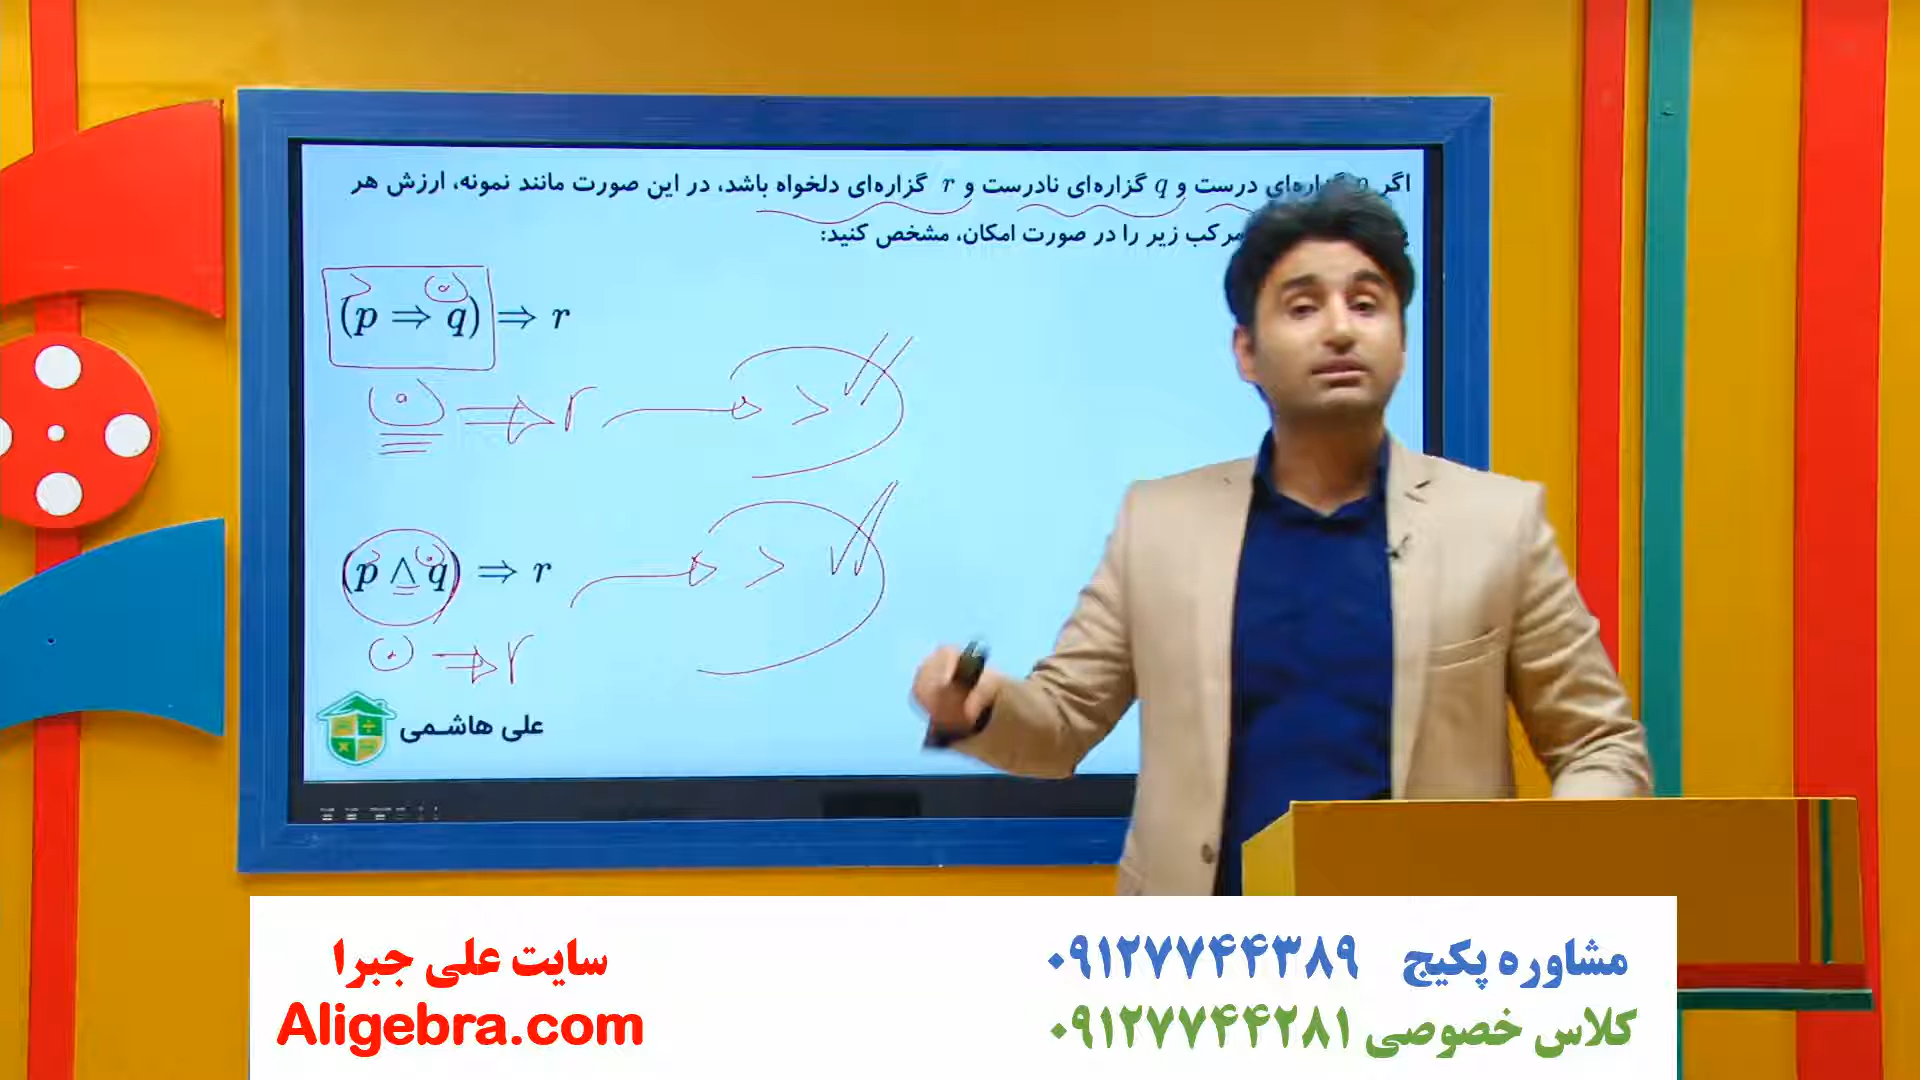 اگر p گزاره‌ای درست و q گزاره‌ای نادرست و r گزاره‌ای دلخواه باشد، در این صورت مانند نمونه، ارزش هر
مرکب زیر را در صورت امکان، مشخص کنید:
(p ⇒ q) ⇒ r
ن ⇒ r → د
(p ∧ q) ⇒ r → د
ن ⇒ r
علی هاشمی
سایت علی جبرا
Aligebra.com
مشاوره پکیج ۰۹۱۲۷۷۴۴۳۸۹
کلاس خصوصی ۰۹۱۲۷۷۴۴۲۸۱